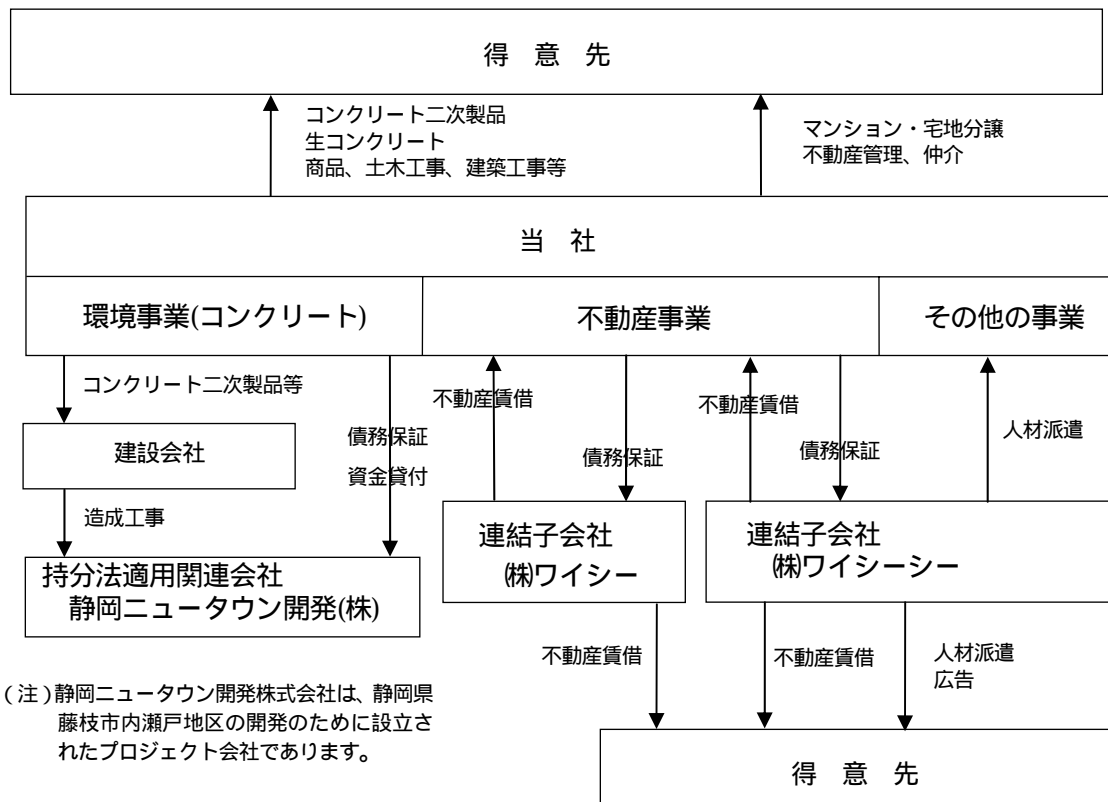 得 意 先
コンクリート二次製品
生コンクリート
商品、土木工事、建築工事等
マンション・宅地分譲
不動産管理、仲介
当 社
環境事業(コンクリート)
不動産事業
その他の事業
コンクリート二次製品等
不動産賃借
不動産賃借
人材派遣
建設会社
債務保証
資金貸付
債務保証
債務保証
造成工事
連結子会社
㈱ワイシー
連結子会社
㈱ワイシーシー
持分法適用関連会社
静岡ニュータウン開発(株)
不動産賃借
不動産賃借
人材派遣
広告
(注)静岡ニュータウン開発株式会社は、静岡県
藤枝市内瀬戸地区の開発のために設立さ
れたプロジェクト会社であります。
得 意 先